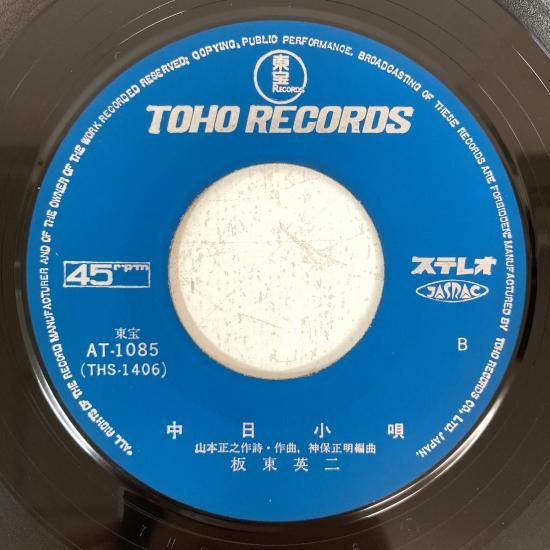 "ALL RIGHTS OF THE RECORD MANUFACTURER AND OF THE OWNER OF THE WORK RECORDED RESERVED; COPYING, PUBLIC PERFORMANCE, BROADCASTING OF THESE RECORDS ARE FORBIDDEN." MANUFACTURED BY TOHO RECORDS CO., LTD. JAPAN.
東宝
RECORDS
TOHO RECORDS
45rpm
ステレオ
JASRAC
東宝
AT-1085
(THS-1406)
B
中日小唄
山本正之作詩・作曲, 神保正明編曲
板東英二